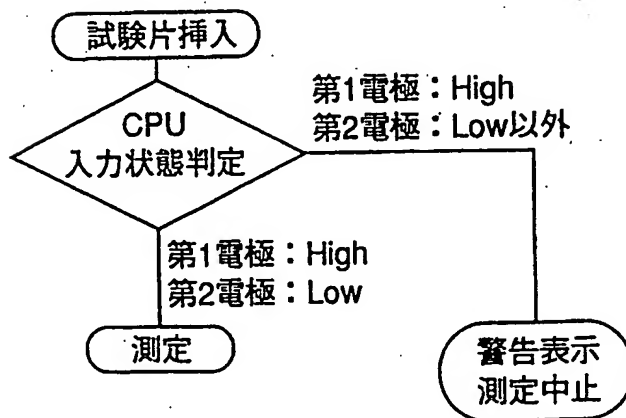 試験片挿入
CPU
入力状態判定
第1電極：High
第2電極：Low以外
第1電極：High
第2電極：Low
測定
警告表示
測定中止